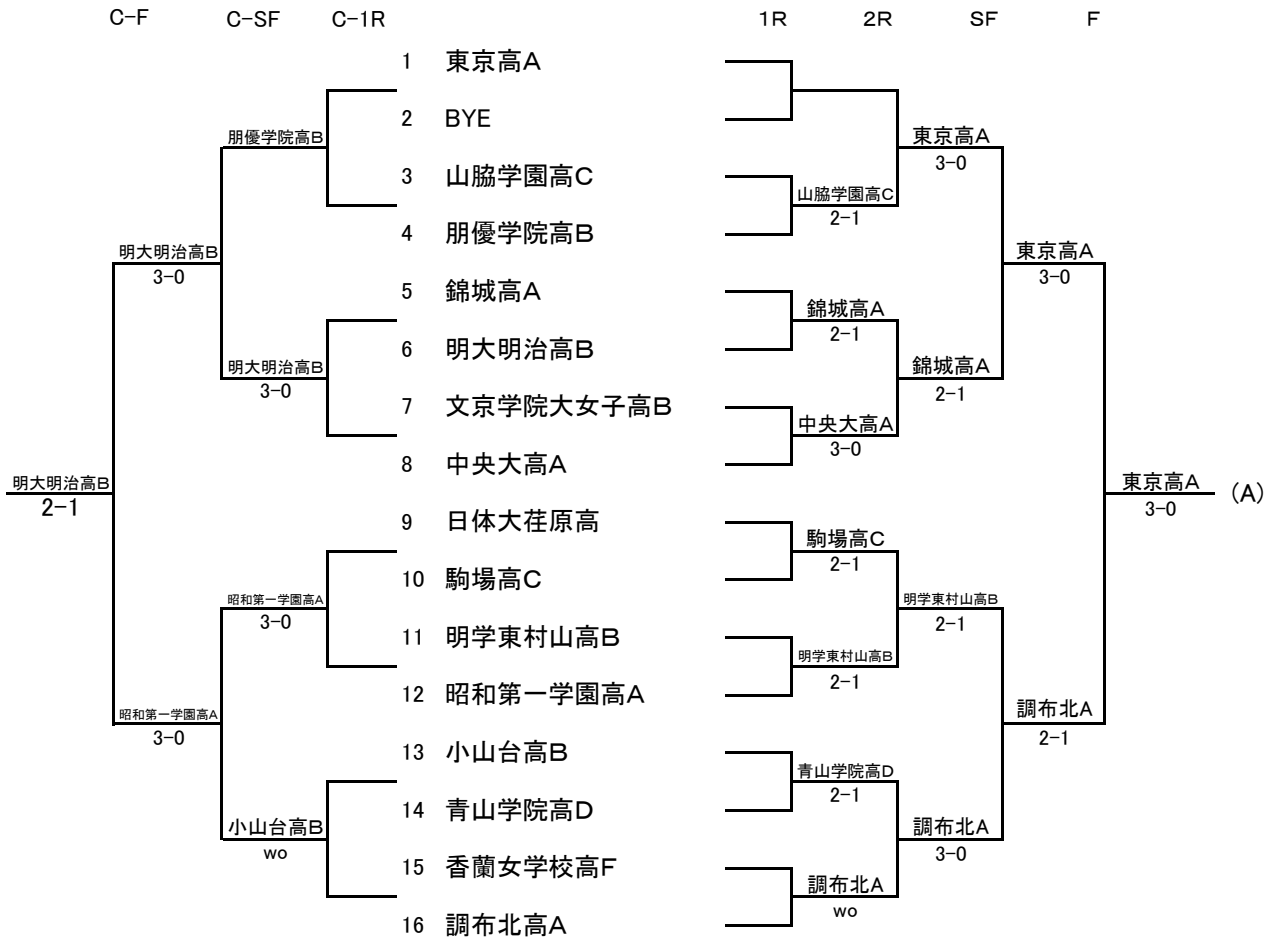 C-F C-SF C-1R 1R 2R SF F
1 東京高A
2 BYE
朋優学院高B 東京高A
3-0
3 山脇学園高C
山脇学園高C
2-1
4 朋優学院高B
明大明治高B 東京高A
3-0 3-0
5 錦城高A
錦城高A
2-1
6 明大明治高B
明大明治高B 錦城高A
3-0 2-1
7 文京学院大女子高B
中央大高A
3-0
8 中央大高A
明大明治高B 東京高A (A)
2-1 3-0
9 日体大荏原高
駒場高C
2-1
10 駒場高C
昭和第一学園高A 明学東村山高B
3-0 2-1
11 明学東村山高B
明学東村山高B
2-1
12 昭和第一学園高A
昭和第一学園高A 調布北A
3-0 2-1
13 小山台高B
青山学院高D
2-1
14 青山学院高D
小山台高B 調布北A
wo 3-0
15 香蘭女学校高F
調布北A
wo
16 調布北高A